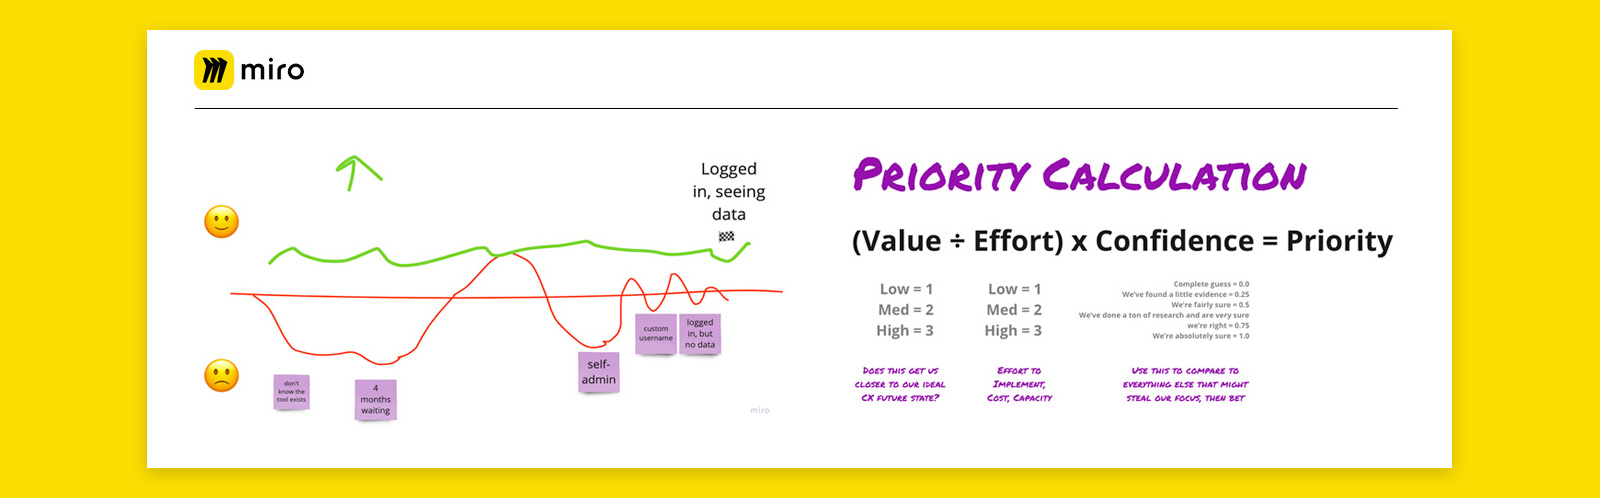 miro
Logged
in, seeing
data
don't
know the
tool exists
4
months
waiting
self-
admin
custom
username
logged
in, but
no data
miro
PRIORITY CALCULATION
(Value ÷ Effort) x Confidence = Priority
Low = 1
Med = 2
High = 3
Low = 1
Med = 2
High = 3
Complete guess = 0.0
We've found a little evidence = 0.25
We're fairly sure = 0.5
We've done a ton of research and are very sure
we're right = 0.75
We're absolutely sure = 1.0
DOES THIS GET US
CLOSER TO OUR IDEAL
CX FUTURE STATE?
EFFORT TO
IMPLEMENT,
COST, CAPACITY
USE THIS TO COMPARE TO
EVERYTHING ELSE THAT MIGHT
STEAL OUR FOCUS, THEN BET